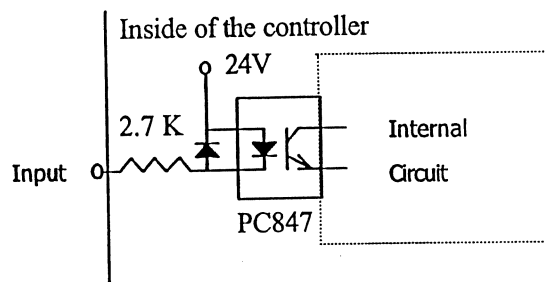 Inside of the controller
24V
2.7 K
Internal
Input
Circuit
PC847